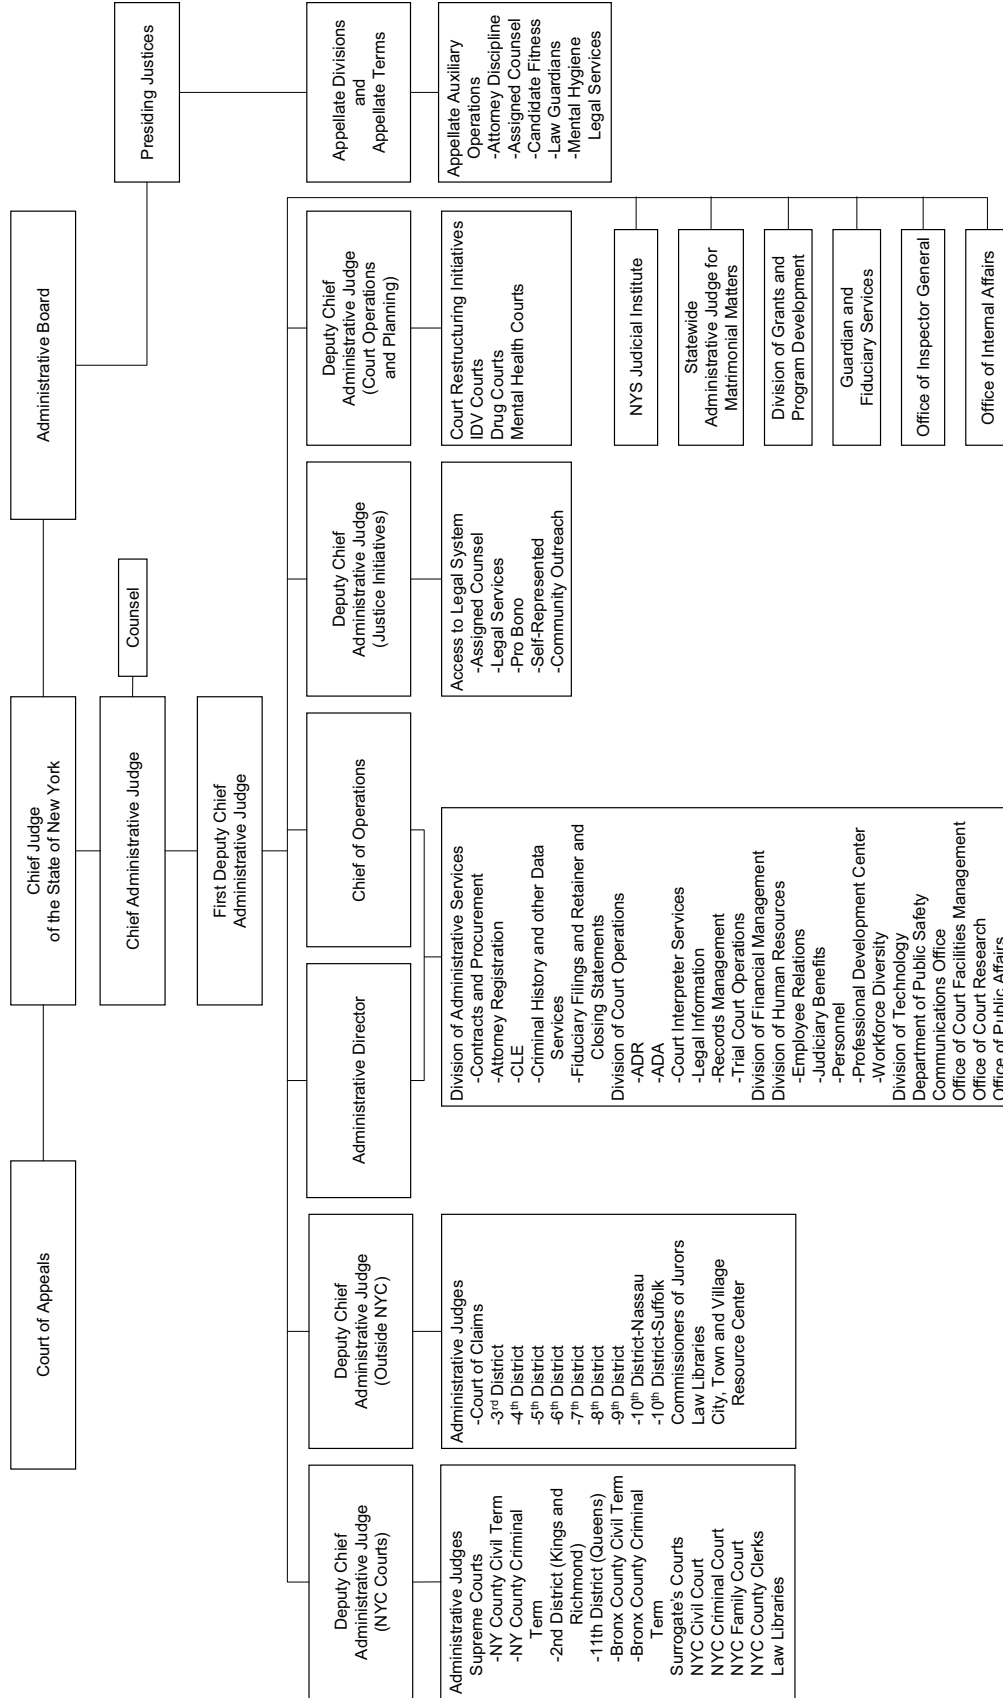 Court of Appeals
Chief Judge
of the State of New York
Administrative Board
Chief Administrative Judge
Counsel
Presiding Justices
First Deputy Chief
Administrative Judge
Deputy Chief
Administrative Judge
(NYC Courts)
Deputy Chief
Administrative Judge
(Outside NYC)
Administrative Director
Chief of Operations
Deputy Chief
Administrative Judge
(Justice Initiatives)
Deputy Chief
Administrative Judge
(Court Operations
and Planning)
Appellate Divisions
and
Appellate Terms
Administrative Judges
Supreme Courts
-NY County Civil Term
-NY County Criminal
Term
-2nd District (Kings and
Richmond)
-11th District (Queens)
-Bronx County Civil Term
-Bronx County Criminal
Term
Surrogate's Courts
NYC Civil Court
NYC Criminal Court
NYC Family Court
NYC County Clerks
Law Libraries
Administrative Judges
-Court of Claims
-3rd District
-4th District
-5th District
-6th District
-7th District
-8th District
-9th District
-10th District-Nassau
-10th District-Suffolk
Commissioners of Jurors
Law Libraries
City, Town and Village
Resource Center
Division of Administrative Services
-Contracts and Procurement
-Attorney Registration
-CLE
-Criminal History and other Data
Services
-Fiduciary Filings and Retainer and
Closing Statements
Division of Court Operations
-ADR
-ADA
-Court Interpreter Services
-Legal Information
-Records Management
-Trial Court Operations
Division of Financial Management
Division of Human Resources
-Employee Relations
-Judiciary Benefits
-Personnel
-Professional Development Center
-Workforce Diversity
Division of Technology
Department of Public Safety
Communications Office
Office of Court Facilities Management
Office of Court Research
Office of Public Affairs
Access to Legal System
-Assigned Counsel
-Legal Services
-Pro Bono
-Self-Represented
-Community Outreach
Court Restructuring Initiatives
IDV Courts
Drug Courts
Mental Health Courts
Appellate Auxiliary
Operations
-Attorney Discipline
-Assigned Counsel
-Candidate Fitness
-Law Guardians
-Mental Hygiene
Legal Services
NYS Judicial Institute
Statewide
Administrative Judge for
Matrimonial Matters
Division of Grants and
Program Development
Guardian and
Fiduciary Services
Office of Inspector General
Office of Internal Affairs